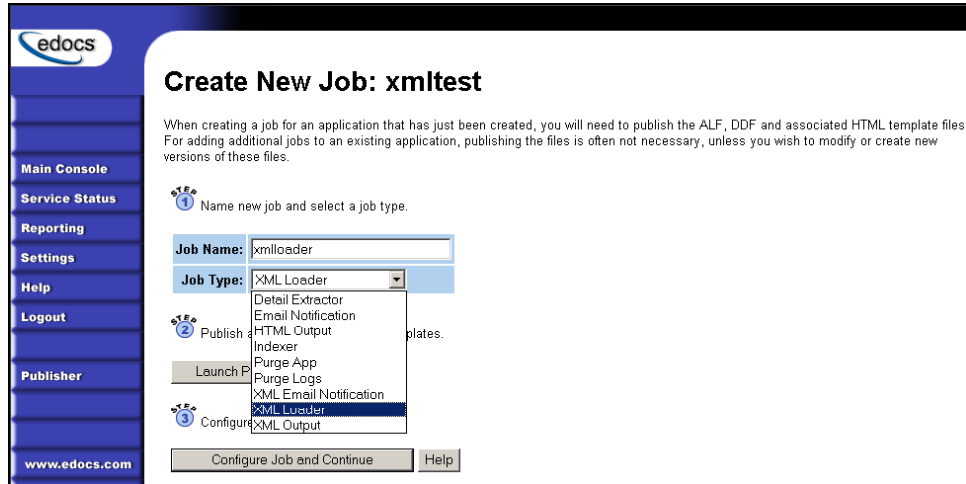 edocs
Create New Job: xmltest
When creating a job for an application that has just been created, you will need to publish the ALF, DDF and associated HTML template files
For adding additional jobs to an existing application, publishing the files is often not necessary, unless you wish to modify or create new
versions of these files.
Main Console
Service Status
Reporting
Settings
Help
Logout
Publisher
www.edocs.com
STEP 1 Name new job and select a job type.
Job Name: xmlloader
Job Type: XML Loader
Detail Extractor
Email Notification
HTML Output
Indexer
Purge App
Purge Logs
XML Email Notification
XML Loader
XML Output
STEP 2 Publish plates.
Launch P
STEP 3 Configure
Configure Job and Continue Help